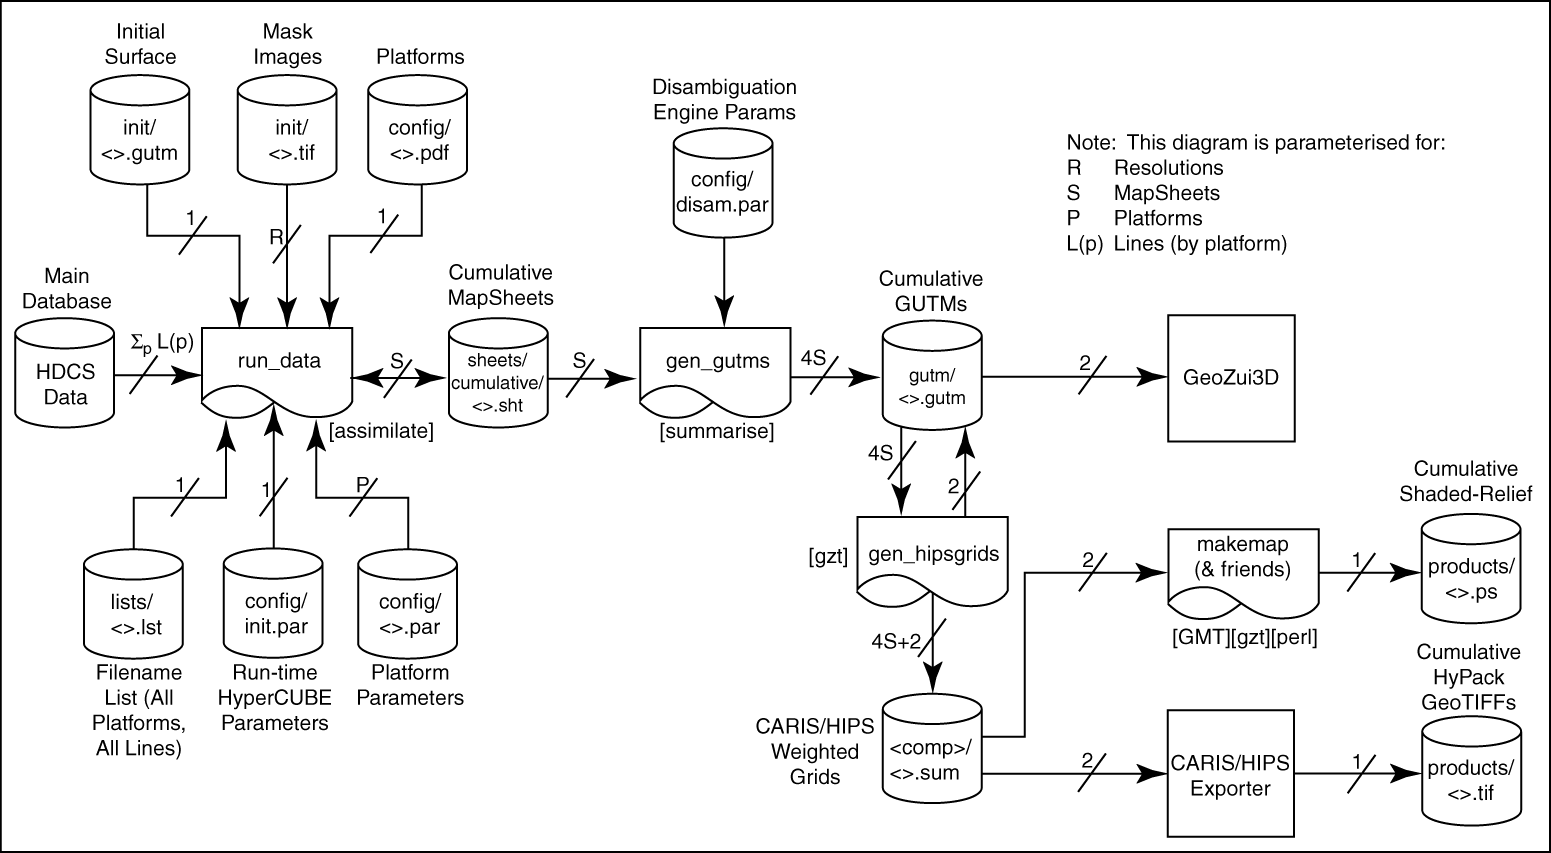 Initial
Surface
Mask
Images
Platforms
init/
<>.gutm
init/
<>.tif
config/
<>.pdf
1
R
1
Disambiguation
Engine Params
config/
disam.par
Note: This diagram is parameterised for:
R Resolutions
S MapSheets
P Platforms
L(p) Lines (by platform)
Main
Database
HDCS
Data
Σp L(p)
run_data
[assimilate]
S
Cumulative
MapSheets
sheets/
cumulative/
<>.sht
S
gen_gutms
[summarise]
4S
Cumulative
GUTMs
gutm/
<>.gutm
2
GeoZui3D
1
1
P
lists/
<>.lst
Filename
List (All
Platforms,
All Lines)
config/
init.par
Run-time
HyperCUBE
Parameters
config/
<>.par
Platform
Parameters
4S
2
[gzt]
gen_hipsgrids
4S+2
CARIS/HIPS
Weighted
Grids
<comp>/
<>.sum
2
makemap
(& friends)
[GMT][gzt][perl]
1
Cumulative
Shaded-Relief
products/
<>.ps
2
CARIS/HIPS
Exporter
1
Cumulative
HyPack
GeoTIFFs
products/
<>.tif